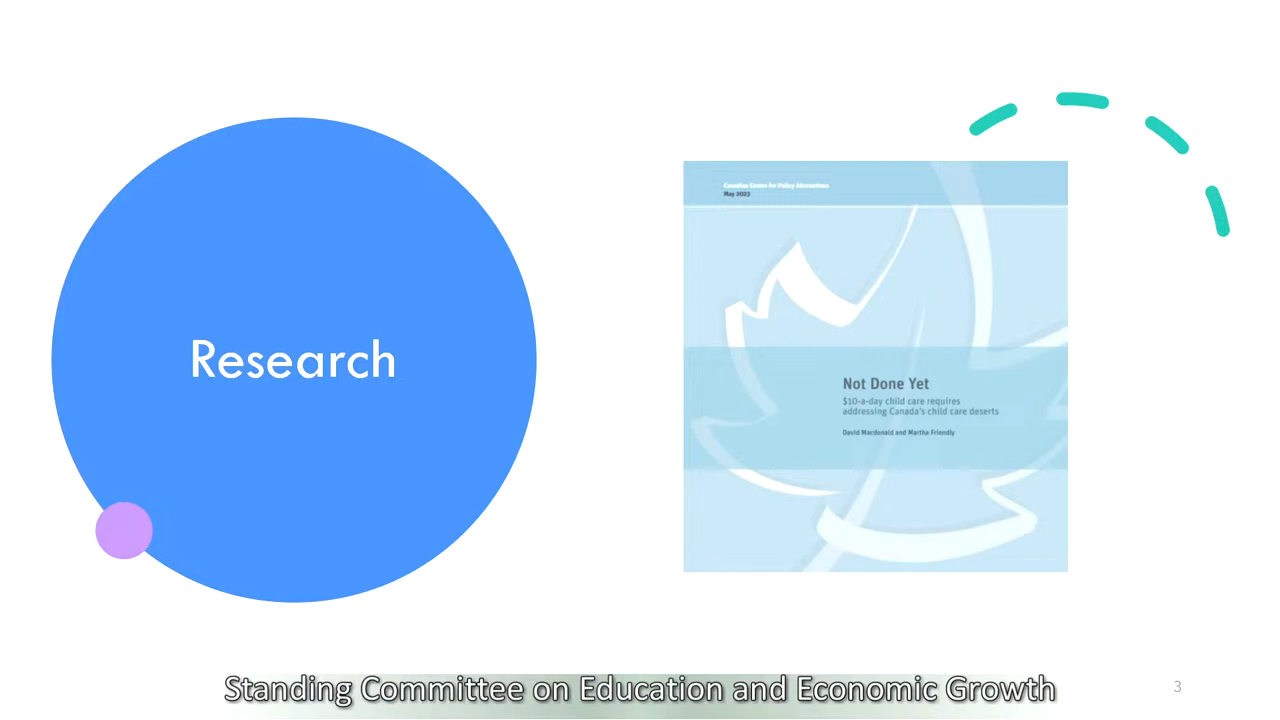 Research
Canadian Centre for Policy Alternatives
May 2023
Not Done Yet
$10-a-day child care requires
addressing Canada's child care deserts
David Macdonald and Martha Friendly
Standing Committee on Education and Economic Growth
3